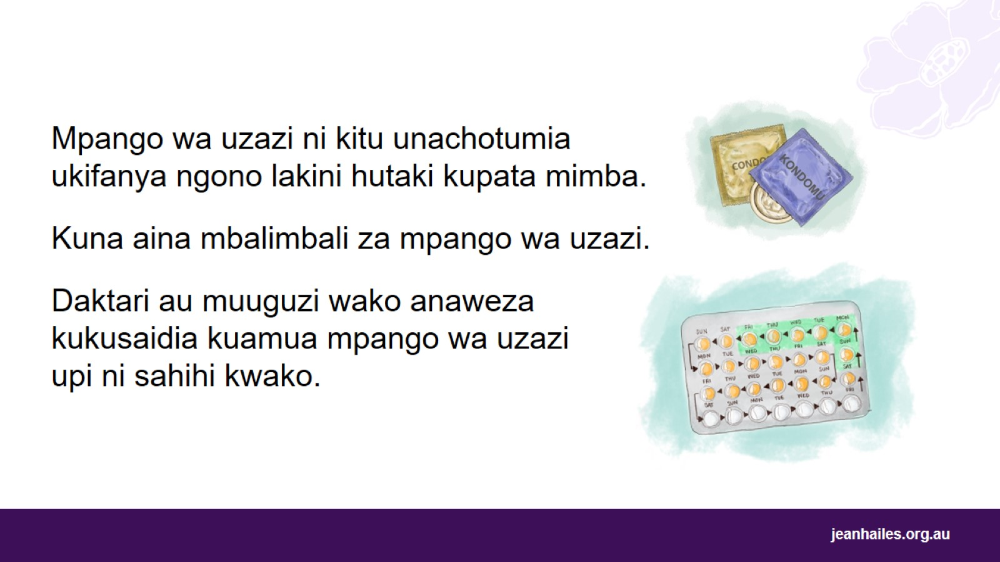 Mpango wa uzazi ni kitu unachotumia
ukifanya ngono lakini hutaki kupata mimba.
Kuna aina mbalimbali za mpango wa uzazi.
Daktari au muuguzi wako anaweza
kukusaidia kuamua mpango wa uzazi
upi ni sahihi kwako.
CONDO
KONDOMU
SUN SAT FRI THU WED TUE MON
MON TUE WED THU FRI SAT SUN
FRI THU WED TUE MON SUN SAT
SAT SUN MON TUE WED THU FRI
jeanhailes.org.au